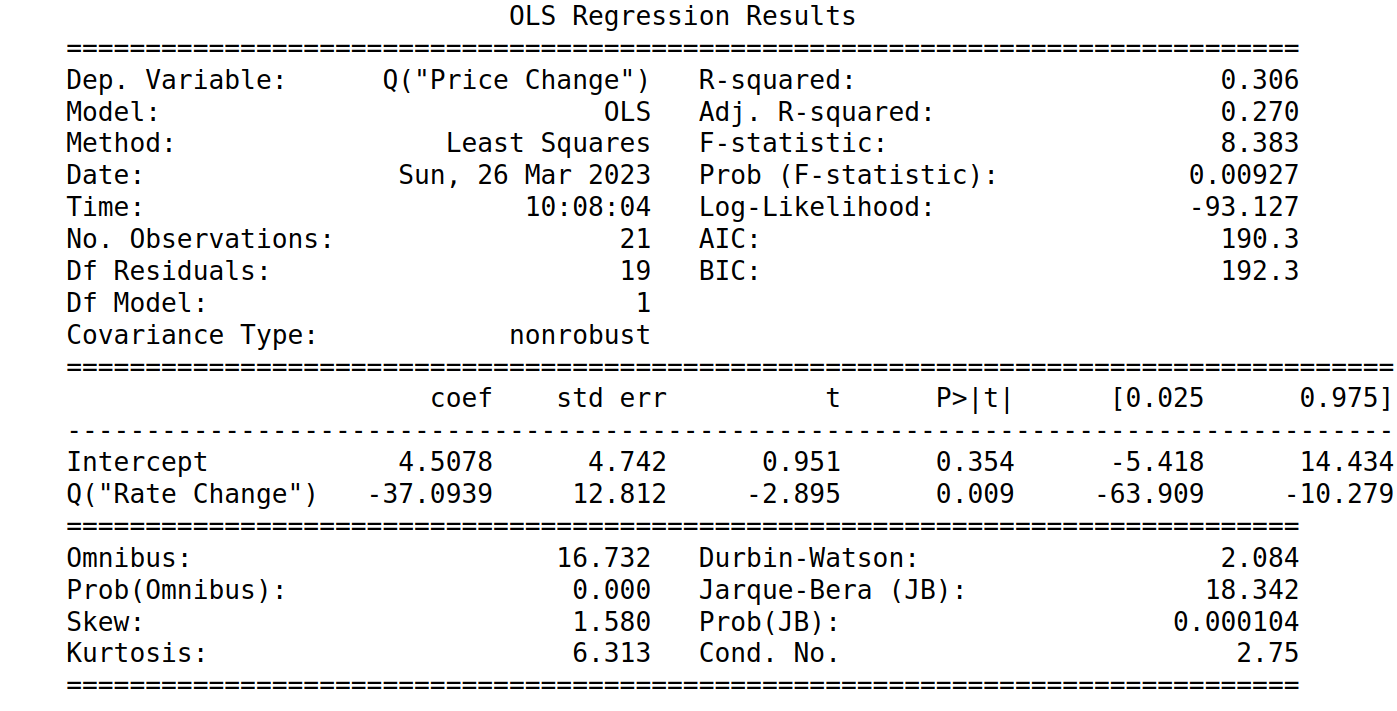 OLS Regression Results
==============================================================================
Dep. Variable: Q("Price Change") R-squared: 0.306
Model: OLS Adj. R-squared: 0.270
Method: Least Squares F-statistic: 8.383
Date: Sun, 26 Mar 2023 Prob (F-statistic): 0.00927
Time: 10:08:04 Log-Likelihood: -93.127
No. Observations: 21 AIC: 190.3
Df Residuals: 19 BIC: 192.3
Df Model: 1
Covariance Type: nonrobust
====================================================================================
coef std err t P>|t| [0.025 0.975]
------------------------------------------------------------------------------------
Intercept 4.5078 4.742 0.951 0.354 -5.418 14.434
Q("Rate Change") -37.0939 12.812 -2.895 0.009 -63.909 -10.279
==============================================================================
Omnibus: 16.732 Durbin-Watson: 2.084
Prob(Omnibus): 0.000 Jarque-Bera (JB): 18.342
Skew: 1.580 Prob(JB): 0.000104
Kurtosis: 6.313 Cond. No. 2.75
==============================================================================